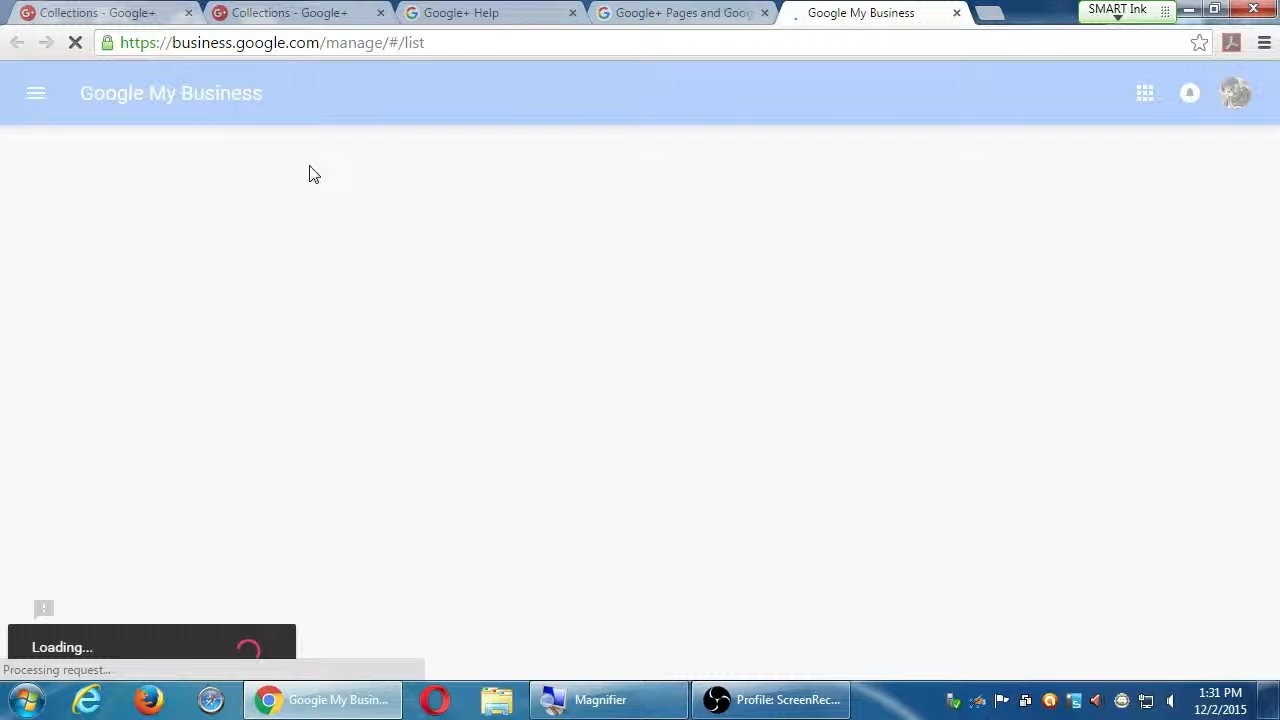 Collections - Google+
Collections - Google+
Google+ Help
Google+ Pages and Goog
Google My Business
SMART Ink
https://business.google.com/manage/#/list
Google My Business
Loading...
Processing request...
Google My Busin...
Magnifier
Profile: ScreenRec...
1:31 PM
12/2/2015